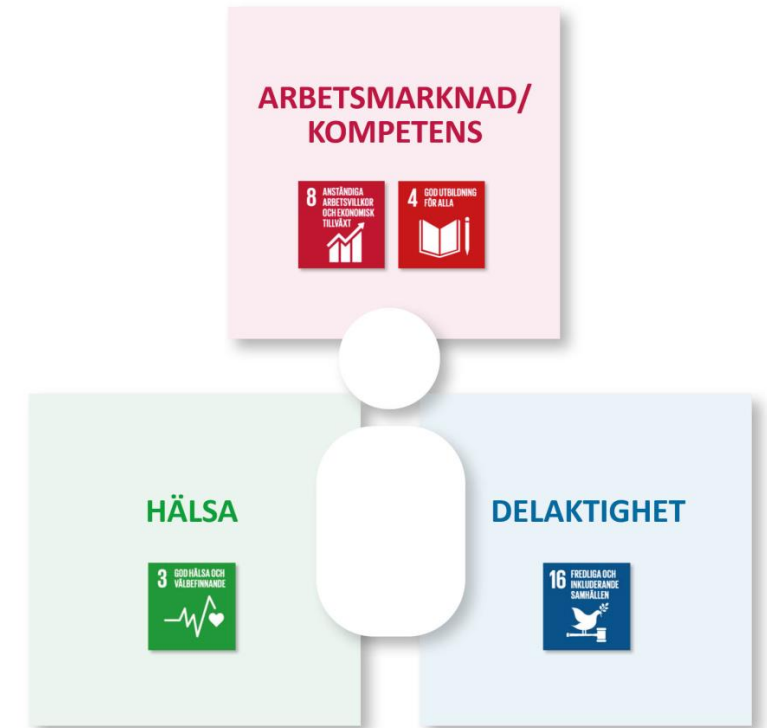 ARBETSMARKNAD/
KOMPETENS
8 ANSTÄNDIGA
ARBETSVILLKOR
OCH EKONOMISK
TILLVÄXT
4 GOD UTBILDNING
FÖR ALLA
HÄLSA
3 GOD HÄLSA OCH
VÄLBEFINNANDE
DELAKTIGHET
16 FREDLIGA OCH
INKLUDERANDE
SAMHÄLLEN